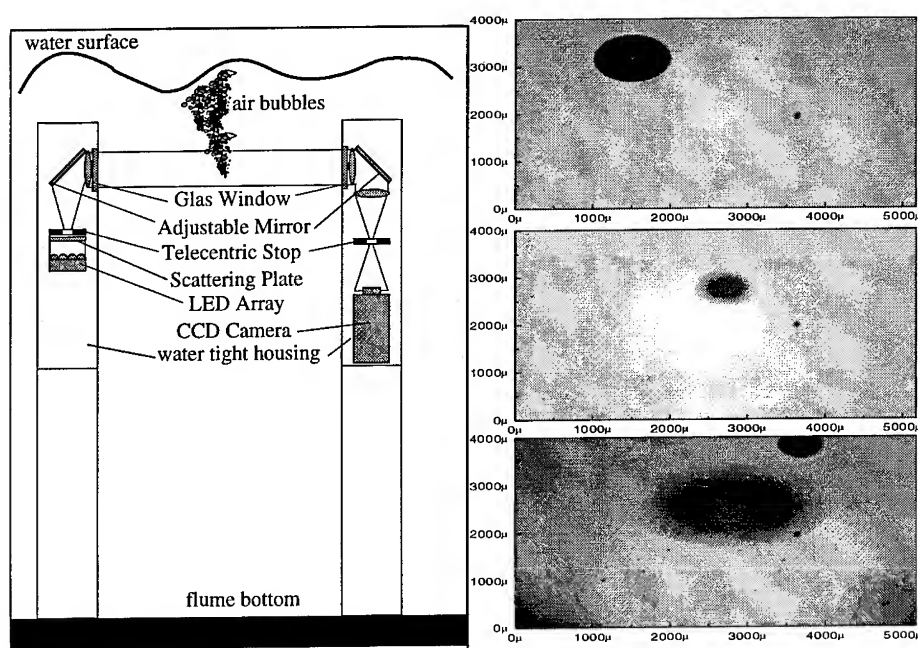 water surface
air bubbles
Glas Window
Adjustable Mirror
Telecentric Stop
Scattering Plate
LED Array
CCD Camera
water tight housing
flume bottom
4000μ
3000μ
2000μ
1000μ
0μ
0μ 1000μ 2000μ 3000μ 4000μ 5000μ
4000μ
3000μ
2000μ
1000μ
0μ
0μ 1000μ 2000μ 3000μ 4000μ 5000μ
4000μ
3000μ
2000μ
1000μ
0μ
0μ 1000μ 2000μ 3000μ 4000μ 5000μ